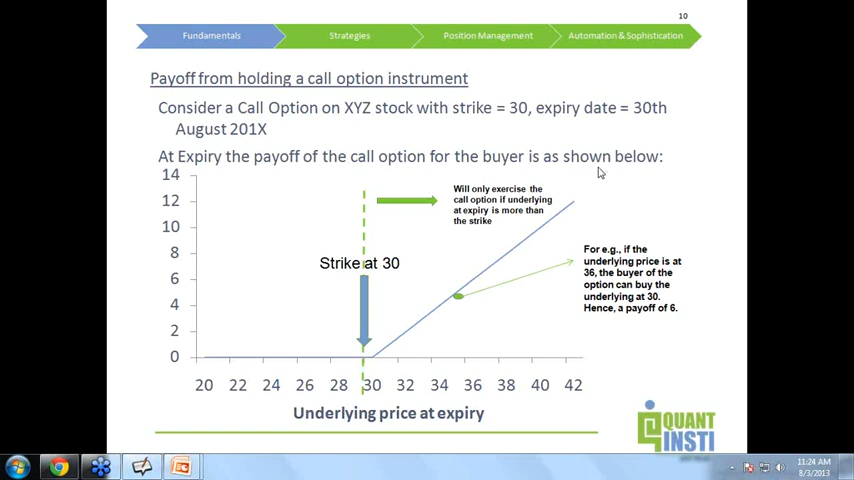 10
Fundamentals
Strategies
Position Management
Automation & Sophistication
Payoff from holding a call option instrument
Consider a Call Option on XYZ stock with strike = 30, expiry date = 30th
August 201X
At Expiry the payoff of the call option for the buyer is as shown below:
14
12
10
8
6
4
2
0
Will only exercise the
call option if underlying
at expiry is more than
the strike
Strike at 30
For e.g., if the
underlying price is at
36, the buyer of the
option can buy the
underlying at 30.
Hence, a payoff of 6.
20 22 24 26 28 30 32 34 36 38 40 42
Underlying price at expiry
QUANT
INSTI
11:24 AM
8/3/2013